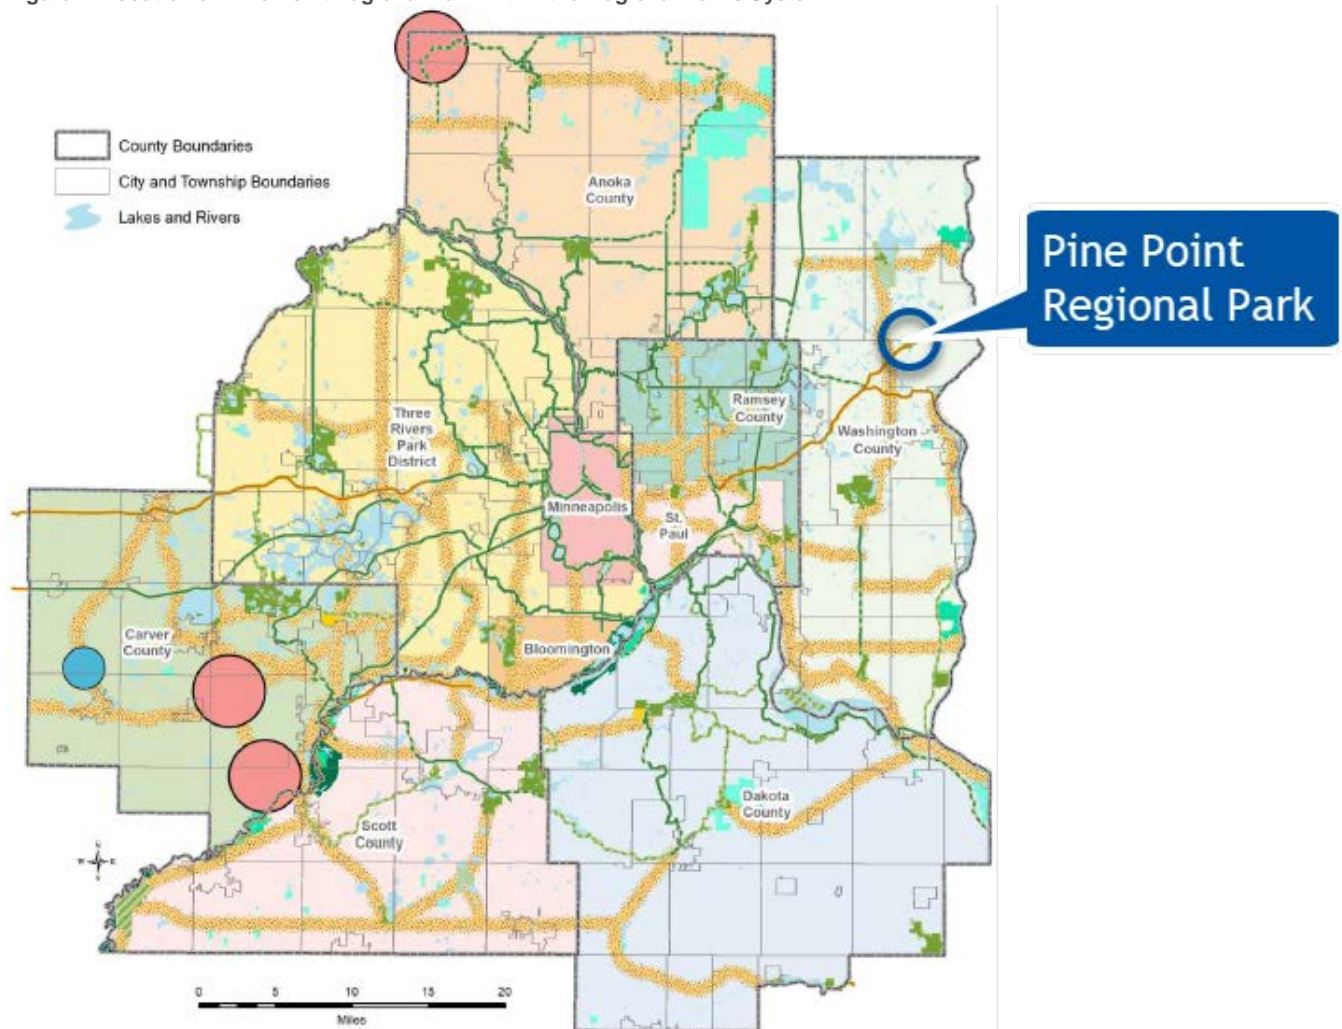 County Boundaries
City and Township Boundaries
Lakes and Rivers
Anoka
County
Pine Point
Regional Park
Three
Rivers
Park
District
Ramsey
County
Washington
County
Minneapolis
St.
Paul
Carver
County
Bloomington
Dakota
County
Scott
County
W
E
0
5
10
15
20
Miles